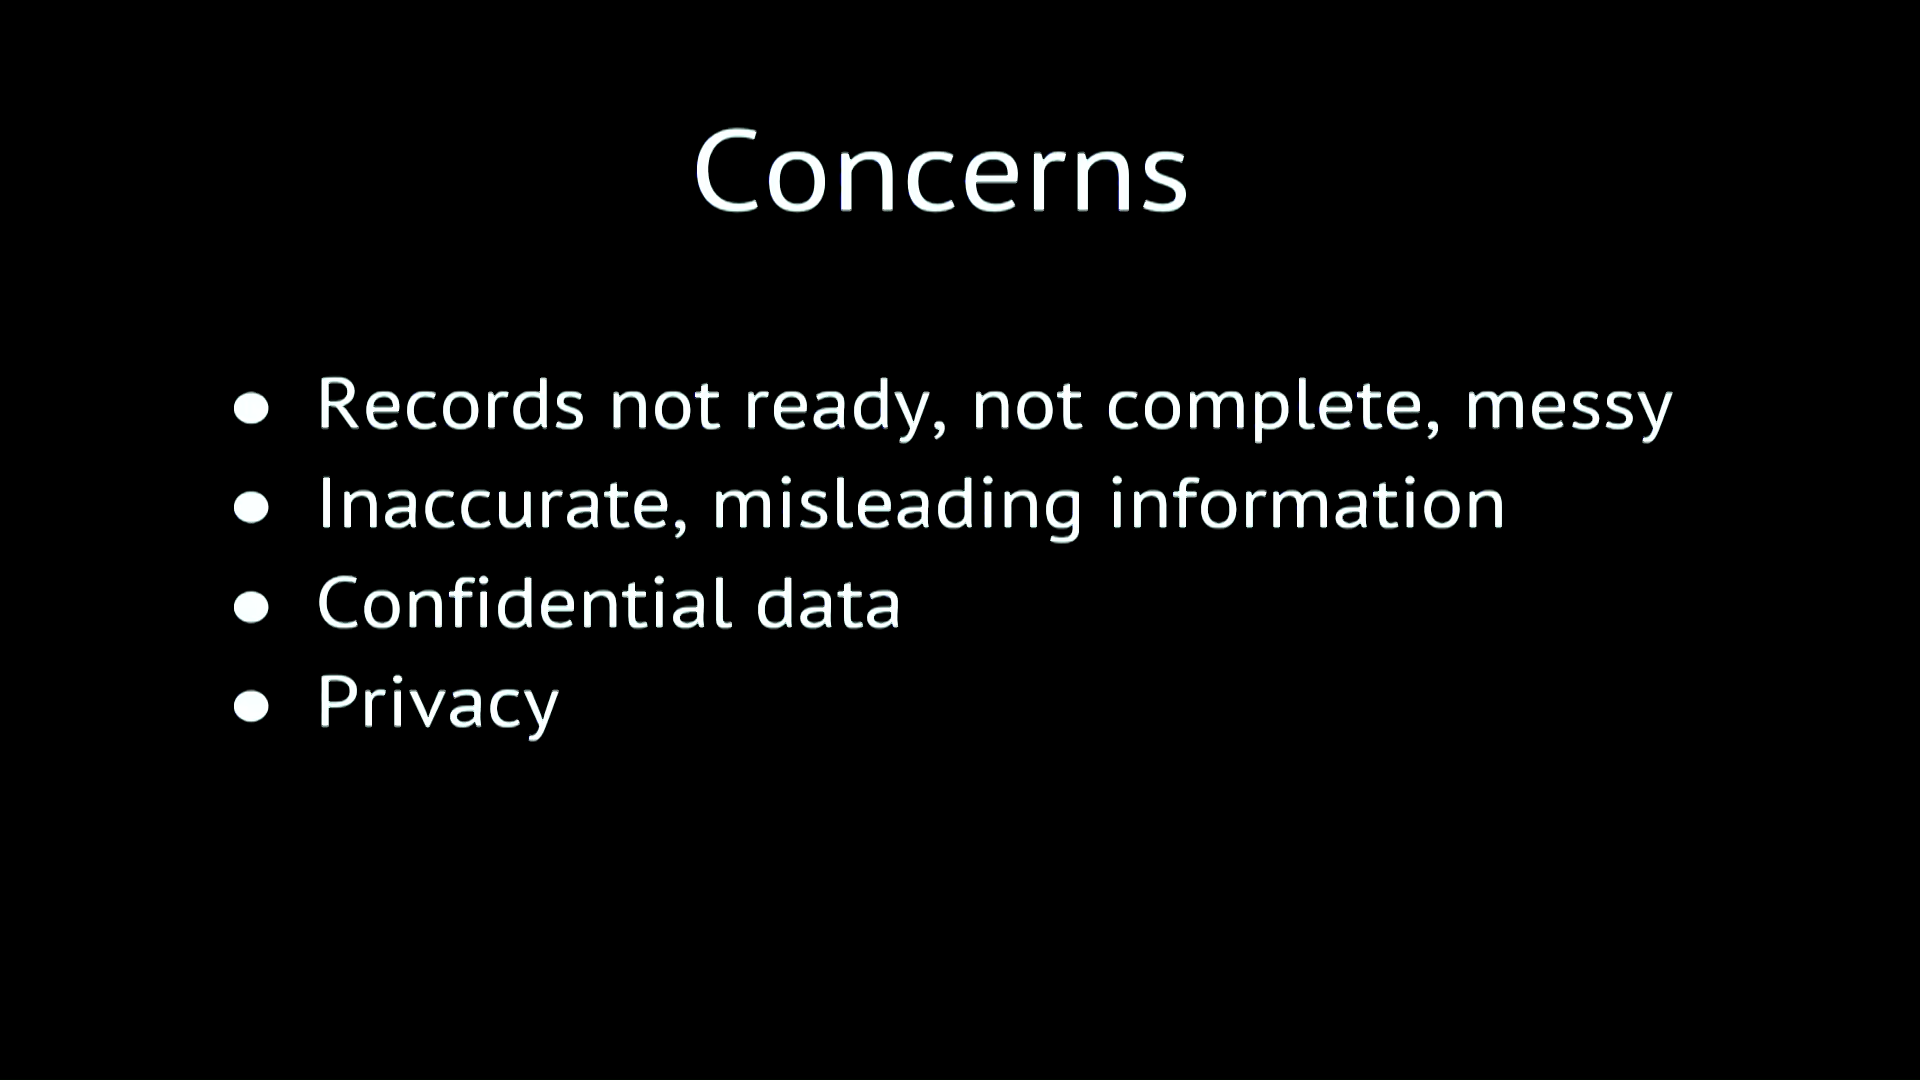 Concerns
● Records not ready, not complete, messy
● Inaccurate, misleading information
● Confidential data
● Privacy